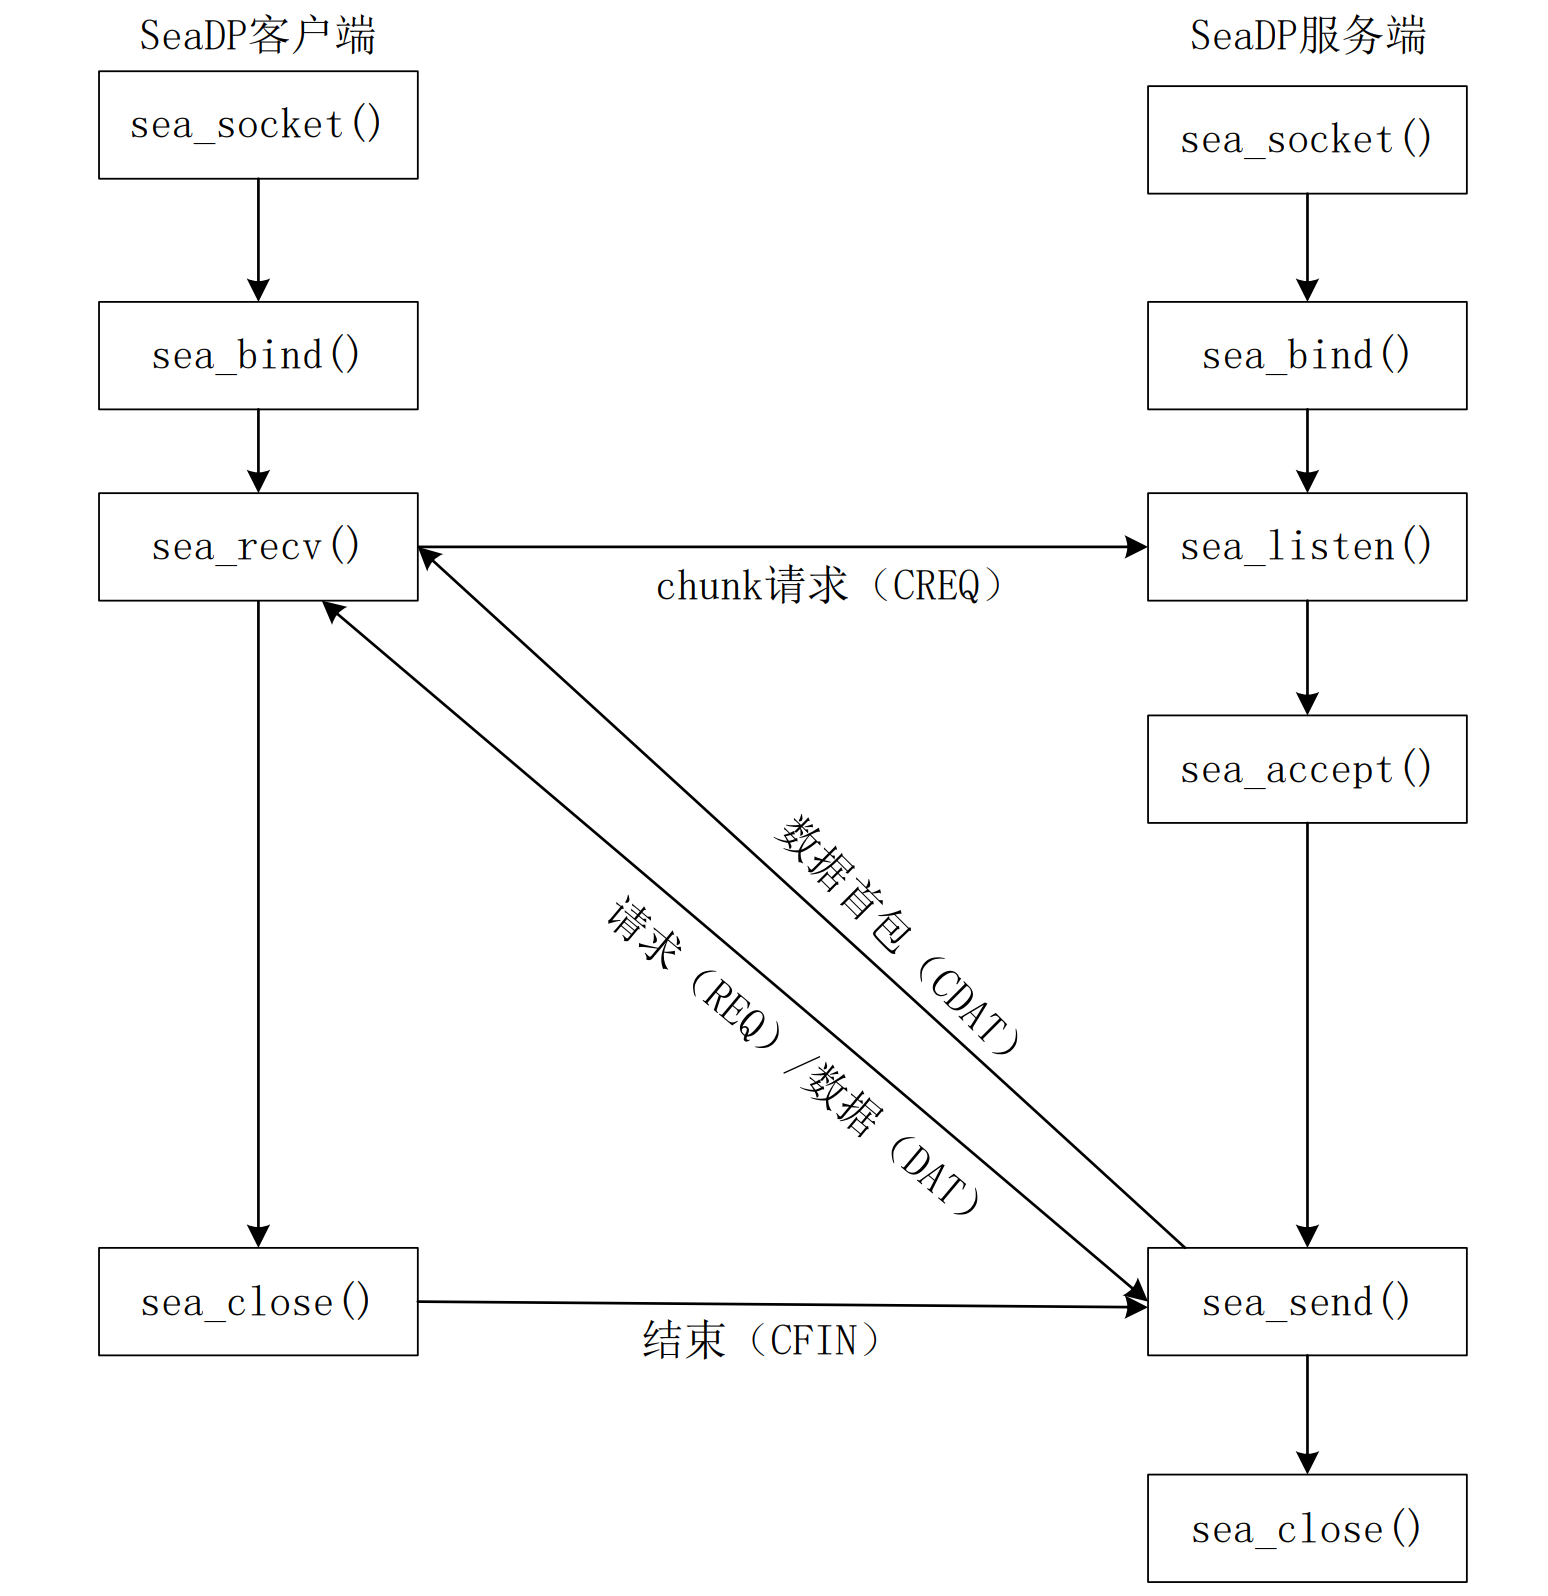 SeaDP客户端
SeaDP服务端
sea_socket()
sea_socket()
sea_bind()
sea_bind()
sea_recv()
sea_listen()
chunk请求（CREQ）
sea_accept()
数据首包（CDAT）
请求（REQ）/数据（DAT）
sea_close()
sea_send()
结束（CFIN）
sea_close()